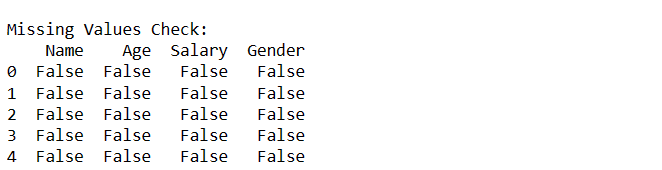 Missing Values Check:
Name Age Salary Gender
0 False False False False
1 False False False False
2 False False False False
3 False False False False
4 False False False False